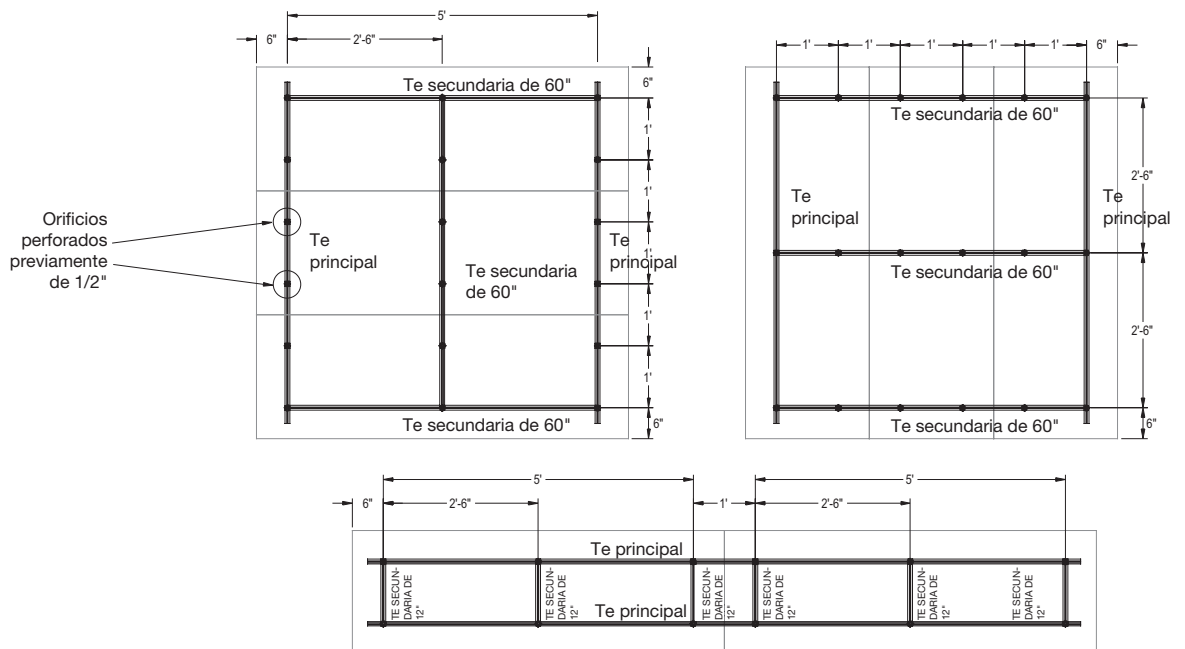 5'
6"
2'-6"
Te secundaria de 60"
6"
1'
1'
1'
1'
1'
6"
Orificios
perforados
previamente
de 1/2"
Te
principal
Te
principal
Te secundaria
de 60"
Te secundaria de 60"
1'
1'
1'
1'
1'
6"
Te secundaria de 60"
2'-6"
Te
principal
Te
principal
Te secundaria de 60"
2'-6"
Te secundaria de 60"
6"
5'
5'
6"
2'-6"
1'
2'-6"
Te principal
TE SECUN-
DARIA DE
12"
TE SECUN-
DARIA DE
12"
TE SECUN-
DARIA DE
12"
TE SECUN-
DARIA DE
12"
TE SECUN-
DARIA DE
12"
TE SECUN-
DARIA DE
12"
Te principal